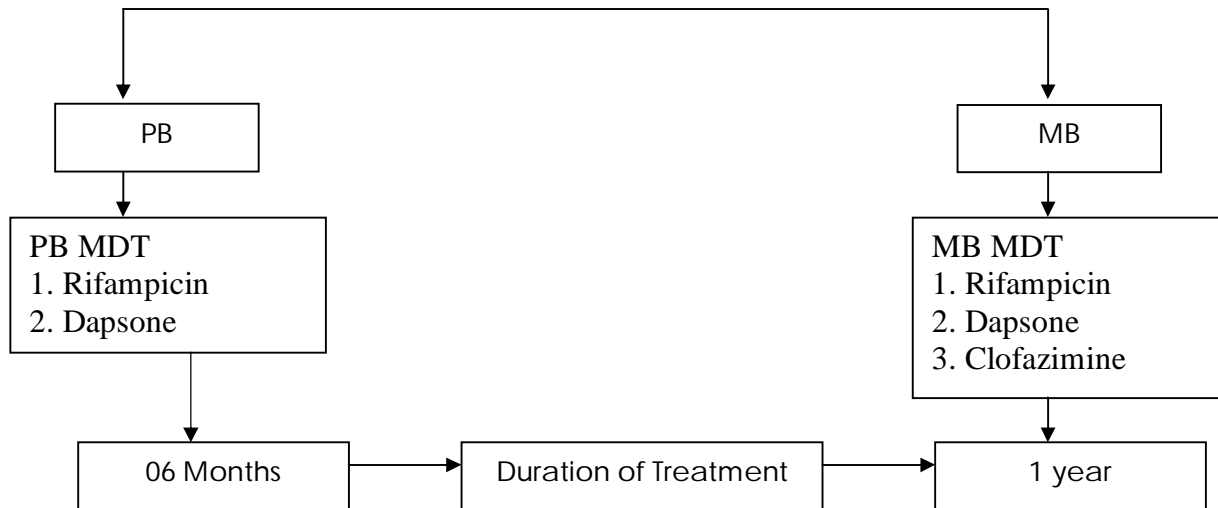 PB
MB
PB MDT
1. Rifampicin
2. Dapsone
MB MDT
1. Rifampicin
2. Dapsone
3. Clofazimine
06 Months
Duration of Treatment
1 year